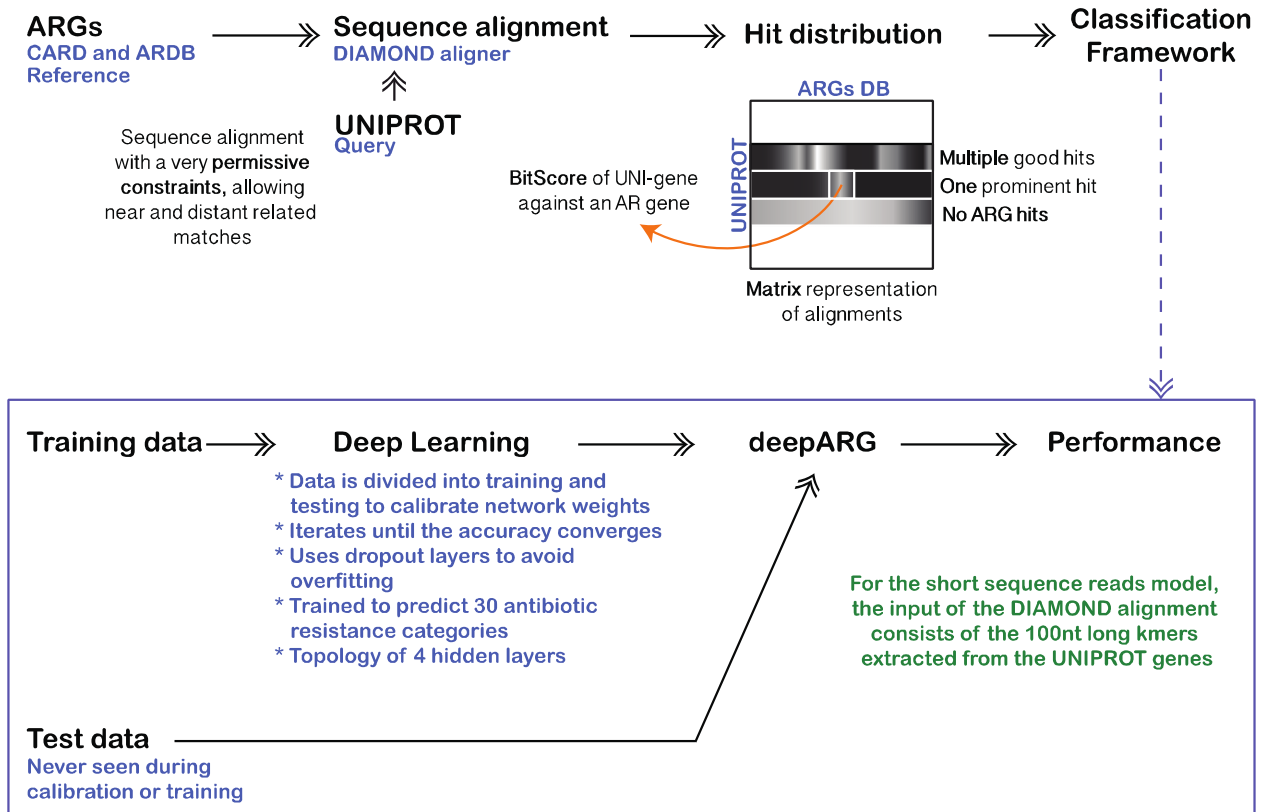 ARGs
CARD and ARDB
Reference
Sequence alignment
DIAMOND aligner
UNIPROT
Query
Hit distribution
Classification
Framework
Sequence alignment
with a very permissive
constraints, allowing
near and distant related
matches
BitScore of UNI-gene
against an AR gene
ARGs DB
UNIPROT
Multiple good hits
One prominent hit
No ARG hits
Matrix representation
of alignments
Training data
Deep Learning
* Data is divided into training and
testing to calibrate network weights
* Iterates until the accuracy converges
* Uses dropout layers to avoid
overfitting
* Trained to predict 30 antibiotic
resistance categories
* Topology of 4 hidden layers
deepARG
Performance
For the short sequence reads model,
the input of the DIAMOND alignment
consists of the 100nt long kmers
extracted from the UNIPROT genes
Test data
Never seen during
calibration or training